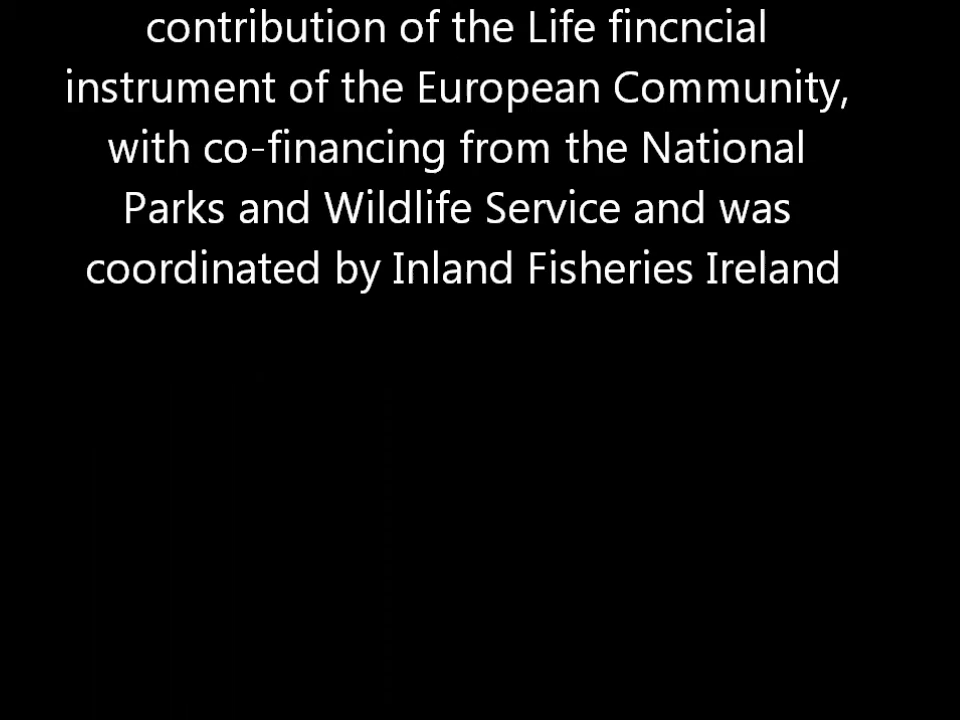 contribution of the Life fincncial
instrument of the European Community,
with co-financing from the National
Parks and Wildlife Service and was
coordinated by Inland Fisheries Ireland